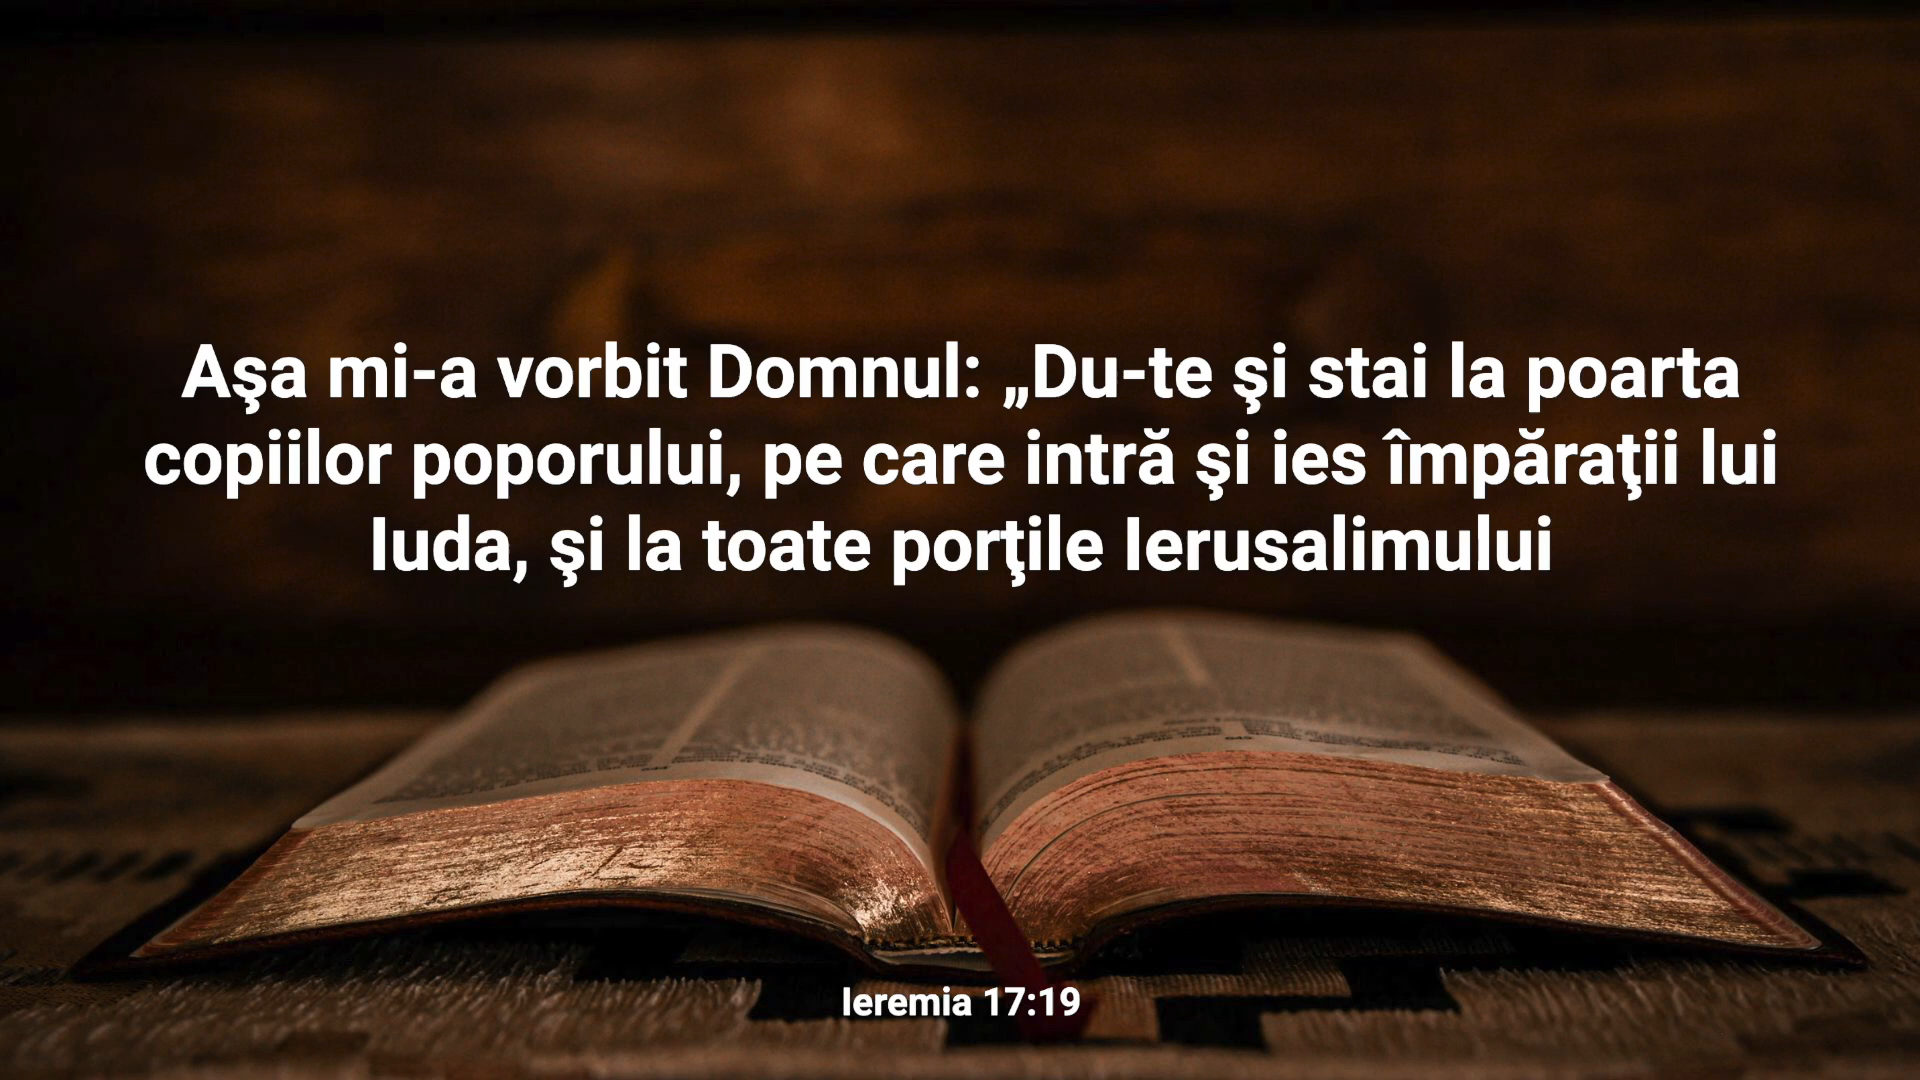 Aşa mi-a vorbit Domnul: „Du-te şi stai la poarta
copiilor poporului, pe care intră şi ies împăraţii lui
Iuda, şi la toate porţile Ierusalimului
Ieremia 17:19